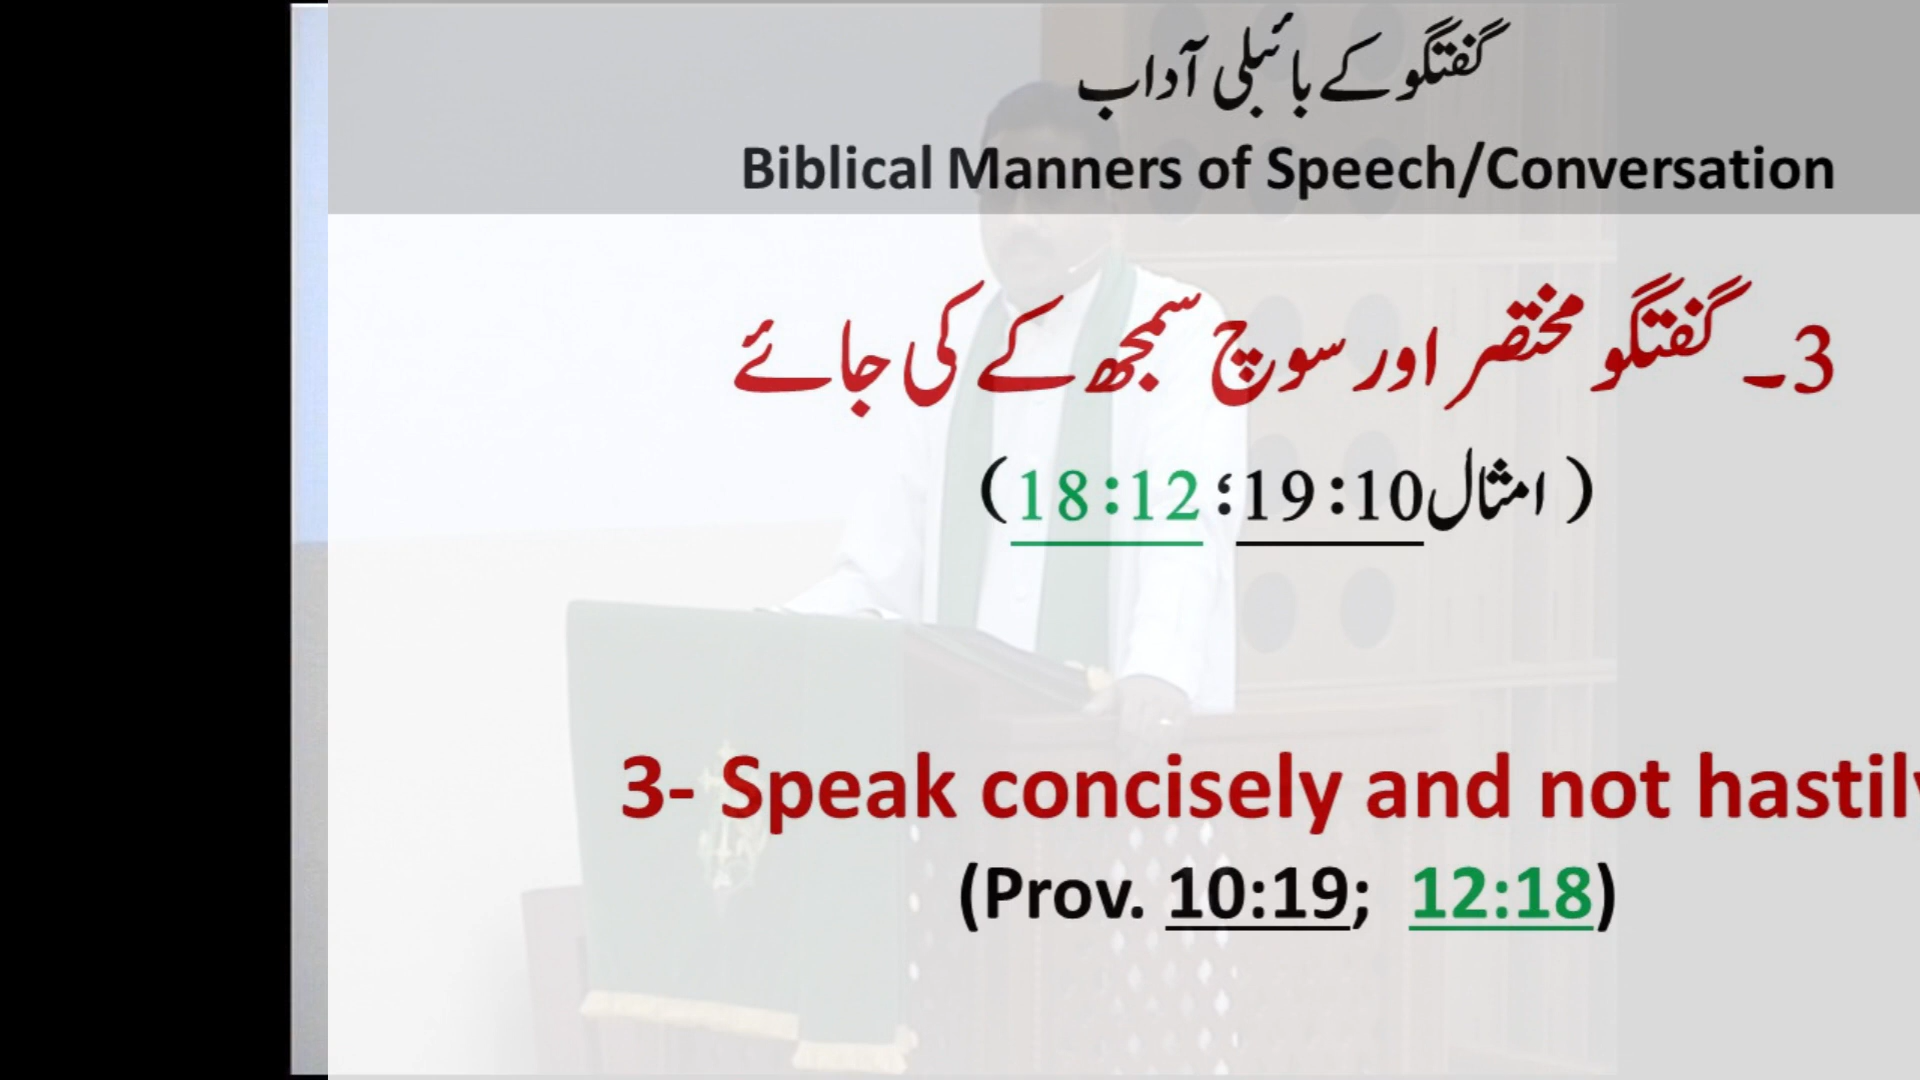 گفتگو کے بائبلی آداب
Biblical Manners of Speech/Conversation
3۔ گفتگو مختصر اور سوچ سمجھ کے کی جائے
( امثال 10:19؛ 12:18)
3- Speak concisely and not hastily
(Prov. 10:19; 12:18)